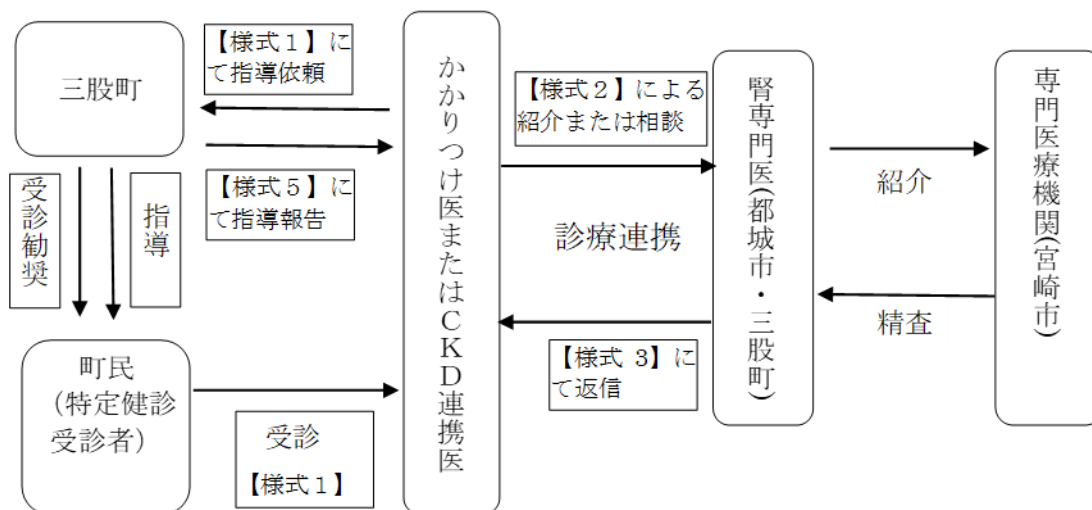 三股町
【様式１】に
て指導依頼
【様式５】に
て指導報告
受診勧奨
指導
町民
（特定健診
受診者）
受診
【様式１】
かかりつけ医またはＣＫＤ連携医
【様式２】による
紹介または相談
診療連携
【様式 3】に
て返信
腎専門医(都城市・三股町)
紹介
精査
専門医療機関(宮崎市)